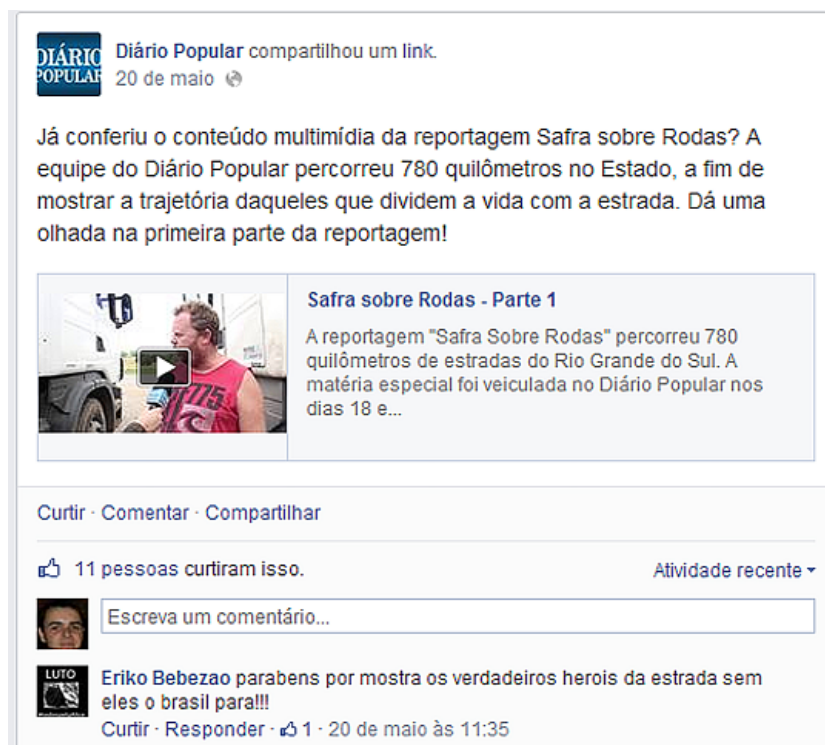 DIÁRIO
POPULAR
Diário Popular compartilhou um link.
20 de maio
Já conferiu o conteúdo multimídia da reportagem Safra sobre Rodas? A
equipe do Diário Popular percorreu 780 quilômetros no Estado, a fim de
mostrar a trajetória daqueles que dividem a vida com a estrada. Dá uma
olhada na primeira parte da reportagem!
775
Safra sobre Rodas - Parte 1
A reportagem "Safra Sobre Rodas" percorreu 780
quilômetros de estradas do Rio Grande do Sul. A
matéria especial foi veiculada no Diário Popular nos
dias 18 e...
Curtir · Comentar · Compartilhar
11 pessoas curtiram isso.
Atividade recente
Escreva um comentário...
LUTO
Eriko Bebezao parabens por mostra os verdadeiros herois da estrada sem
eles o brasil para!!!
Curtir · Responder · 1 · 20 de maio às 11:35